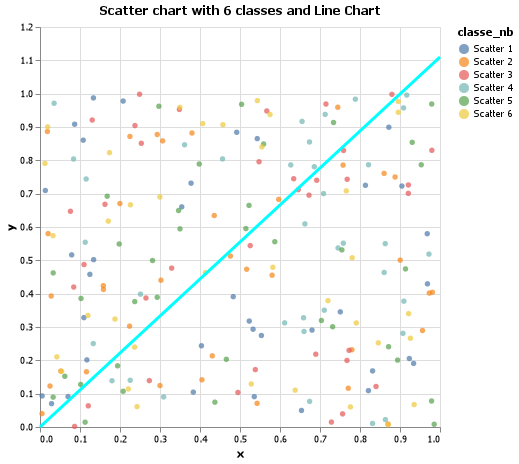 Scatter chart with 6 classes and Line Chart
classe_nb
Scatter 1
Scatter 2
Scatter 3
Scatter 4
Scatter 5
Scatter 6
y
1.2
1.1
1.0
0.9
0.8
0.7
0.6
0.5
0.4
0.3
0.2
0.1
0.0
0.0 0.1 0.2 0.3 0.4 0.5 0.6 0.7 0.8 0.9 1.0
x